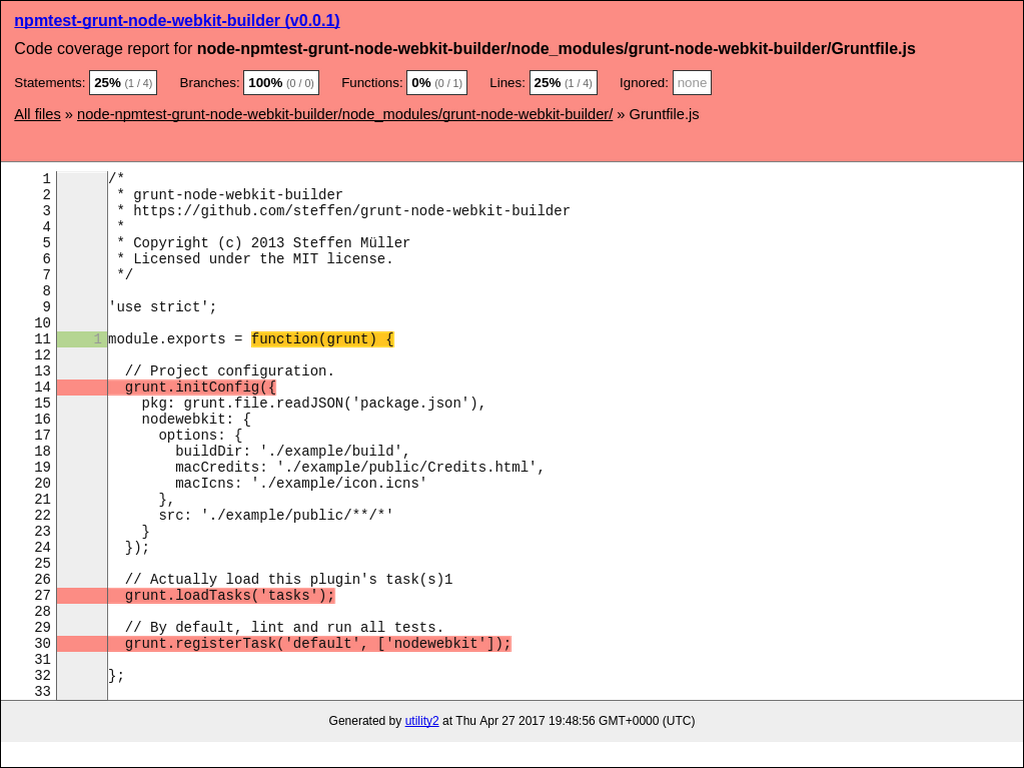 npmtest-grunt-node-webkit-builder (v0.0.1)
Code coverage report for node-npmtest-grunt-node-webkit-builder/node_modules/grunt-node-webkit-builder/Gruntfile.js
Statements: 25% (1 / 4) Branches: 100% (0 / 0) Functions: 0% (0 / 1) Lines: 25% (1 / 4) Ignored: none
All files » node-npmtest-grunt-node-webkit-builder/node_modules/grunt-node-webkit-builder/ » Gruntfile.js
1 /*
2  * grunt-node-webkit-builder
3  * https://github.com/steffen/grunt-node-webkit-builder
4  *
5  * Copyright (c) 2013 Steffen Müller
6  * Licensed under the MIT license.
7  */
8
9 'use strict';
10
11 1 module.exports = function(grunt) {
12
13   // Project configuration.
14   grunt.initConfig({
15     pkg: grunt.file.readJSON('package.json'),
16     nodewebkit: {
17       options: {
18         buildDir: './example/build',
19         macCredits: './example/public/Credits.html',
20         macIcns: './example/icon.icns'
21       },
22       src: './example/public/**/*'
23     }
24   });
25
26   // Actually load this plugin's task(s)1
27   grunt.loadTasks('tasks');
28
29   // By default, lint and run all tests.
30   grunt.registerTask('default', ['nodewebkit']);
31
32 };
33
Generated by utility2 at Thu Apr 27 2017 19:48:56 GMT+0000 (UTC)